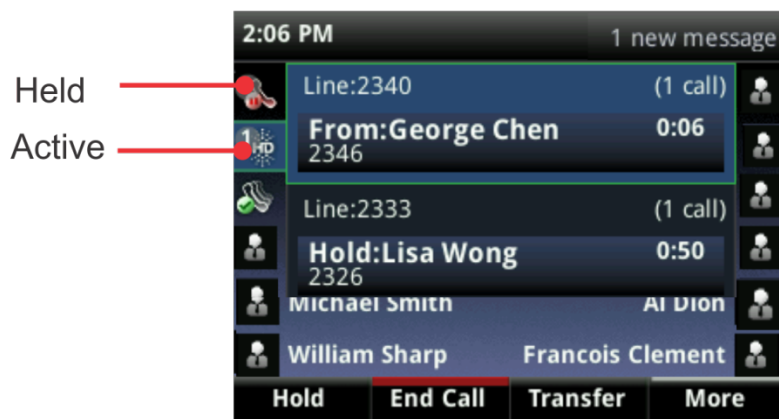 2:06 PM
1 new message
Held
Active
Line:2340 (1 call)
From:George Chen 0:06
2346
1
HD
Line:2333 (1 call)
Hold:Lisa Wong 0:50
2326
Michael Smith
Al Dion
William Sharp
Francois Clement
Hold
End Call
Transfer
More